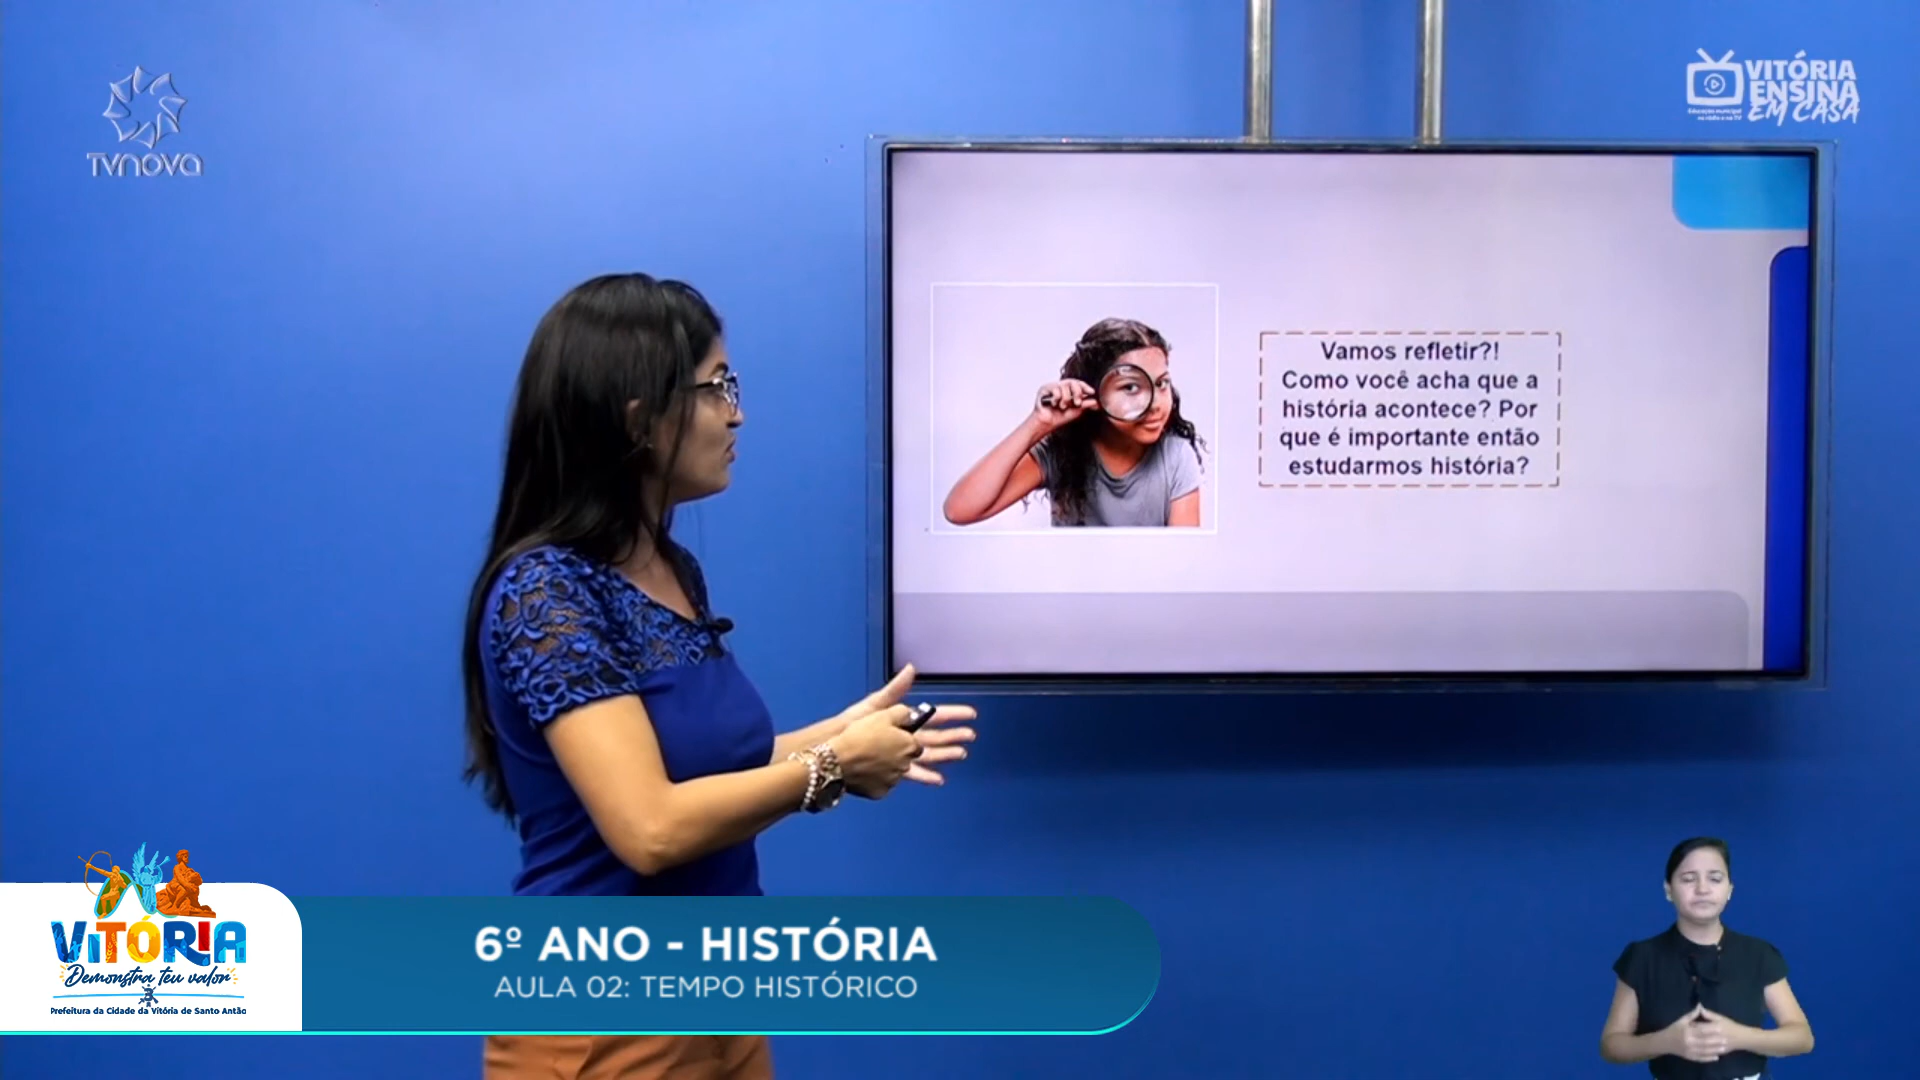 TVNOVA
VITÓRIA
ENSINA
EM CASA
Vamos refletir?!
Como você acha que a
história acontece? Por
que é importante então
estudarmos história?
VITÓRIA
Demonstra teu valor
Prefeitura da Cidade da Vitória de Santo Antão
6º ANO - HISTÓRIA
AULA 02: TEMPO HISTÓRICO